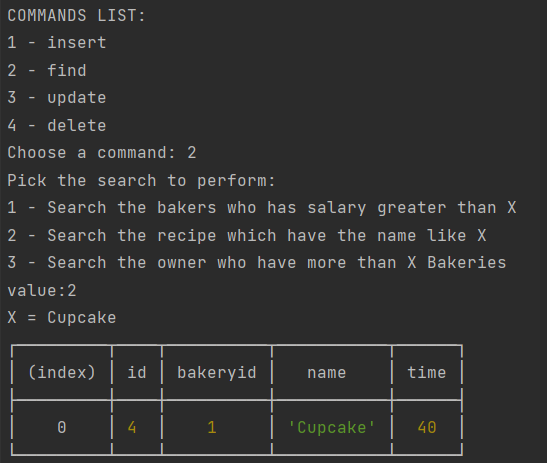 COMMANDS LIST:
1 - insert
2 - find
3 - update
4 - delete
Choose a command: 2
Pick the search to perform:
1 - Search the bakers who has salary greater than X
2 - Search the recipe which have the name like X
3 - Search the owner who have more than X Bakeries
value:2
X = Cupcake
(index) id bakeryid name time
0 4 1 'Cupcake' 40